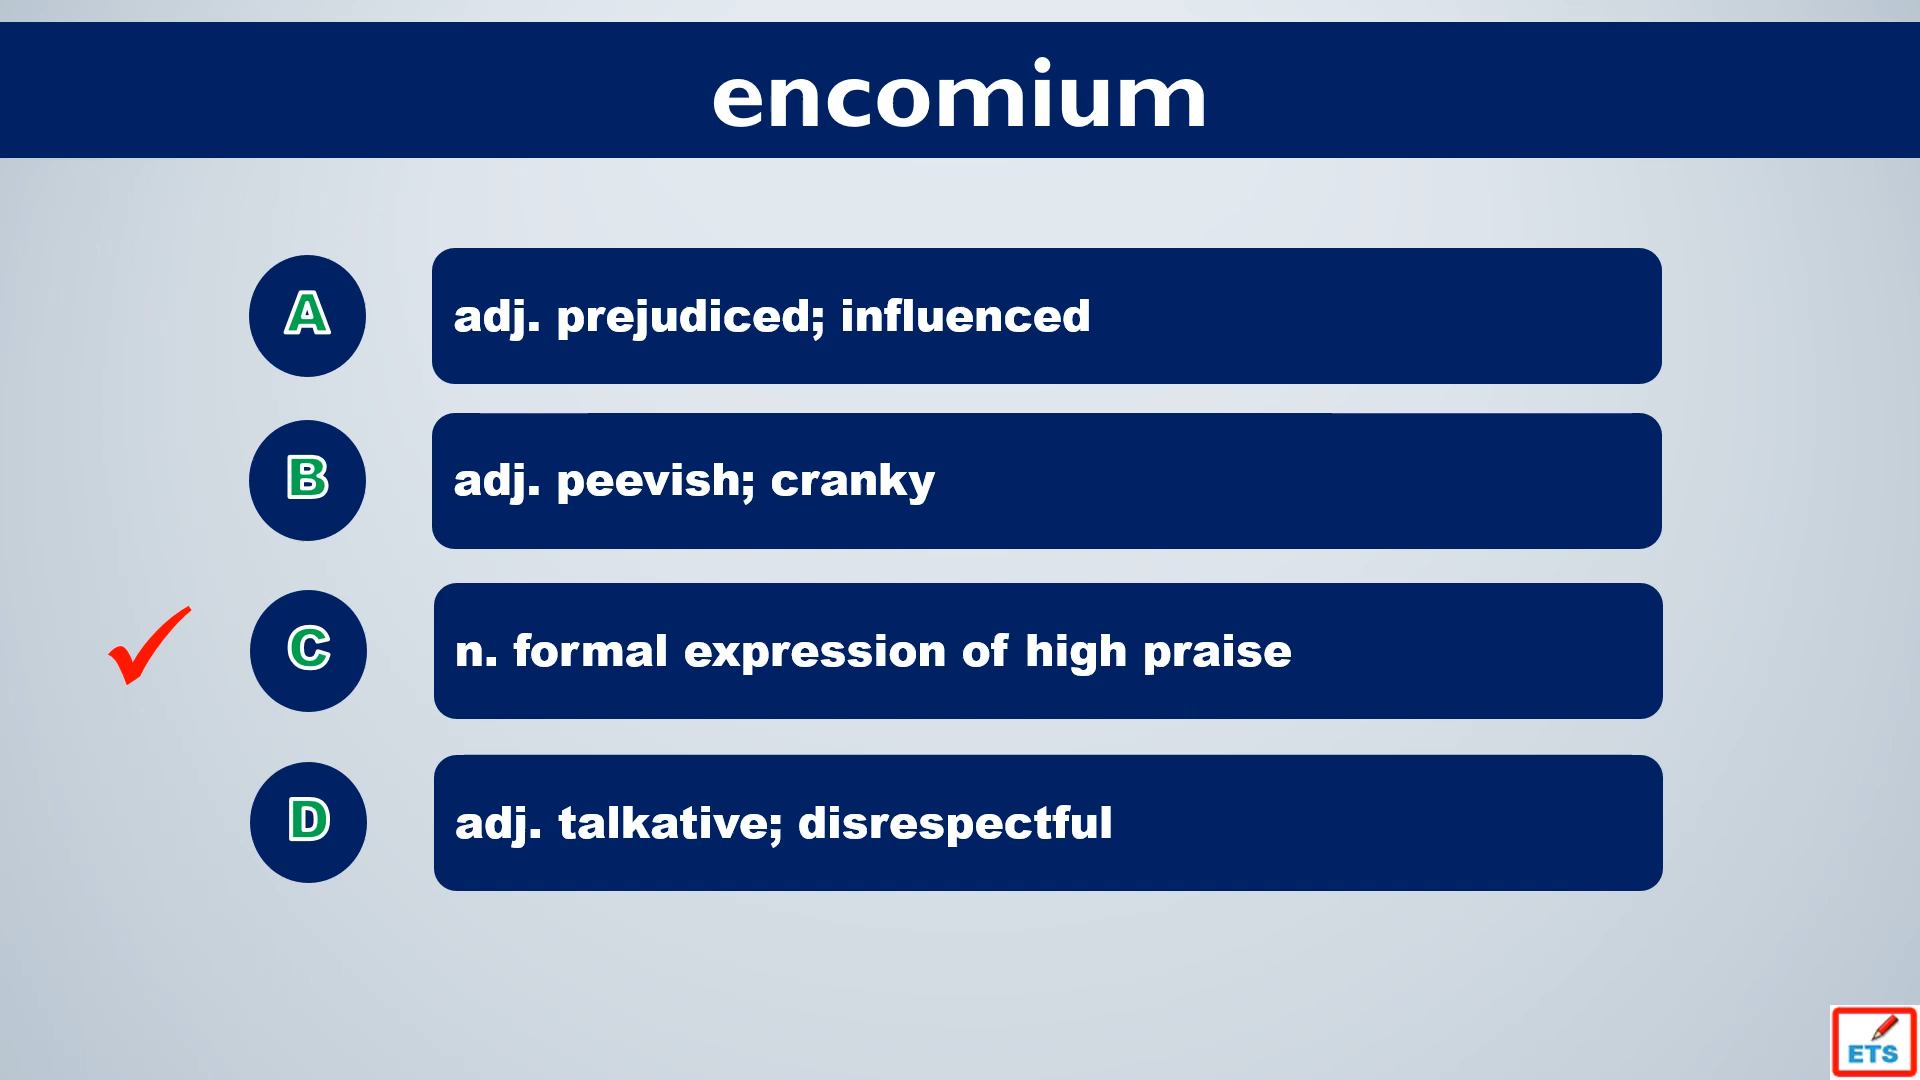 encomium
A
adj. prejudiced; influenced
B
adj. peevish; cranky
C
n. formal expression of high praise
D
adj. talkative; disrespectful
ETS